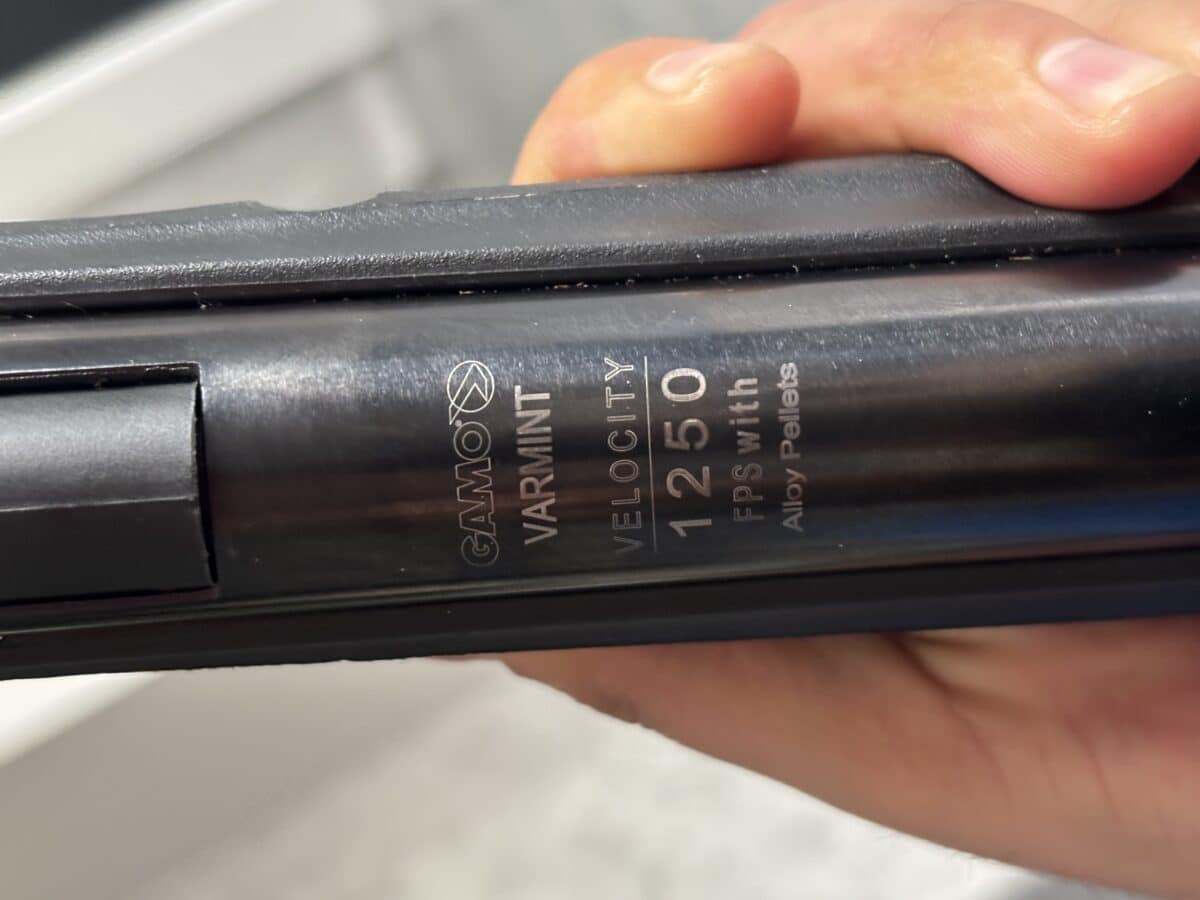 GAMO
VARMINT
VELOCITY
1250
FPS with
Alloy Pellets